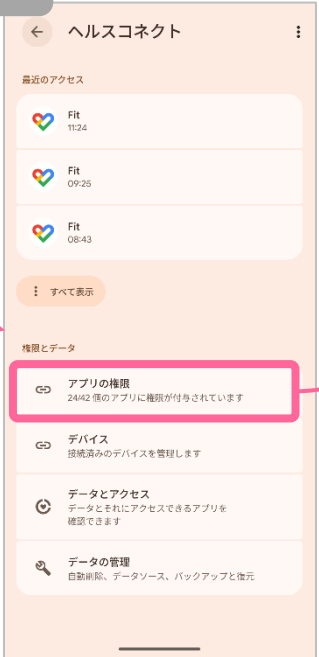 ヘルスコネクト
最近のアクセス
Fit
11:24
Fit
09:25
Fit
08:43
すべて表示
権限とデータ
アプリの権限
24/42 個のアプリに権限が付与されています
デバイス
接続済みのデバイスを管理します
データとアクセス
データとそれにアクセスできるアプリを
確認できます
データの管理
自動削除、データソース、バックアップと復元